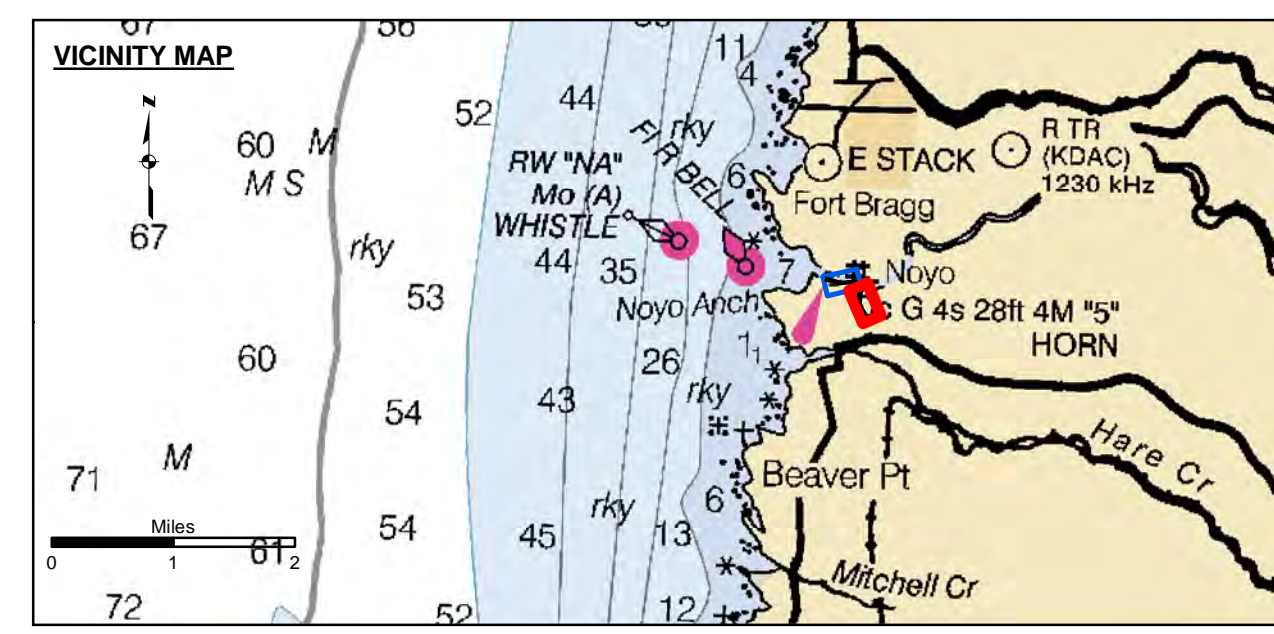 VICINITY MAP
N
67
58
52
44
11
4
rky
Fl R BELL
60 M
M S
RW "NA"
Mo (A)
WHISTLE
6
E STACK
R TR
(KDAC)
1230 kHz
Fort Bragg
67
rky
44
35
7
Noyo
53
Noyo Anch
c G 4s 28ft 4M "5"
HORN
60
26
1₁
rky
54
43
Hare Cr
71
M
Beaver Pt
6
rky
Miles
54
45
13
61
0 1 2
Mitchell Cr
72
52
12